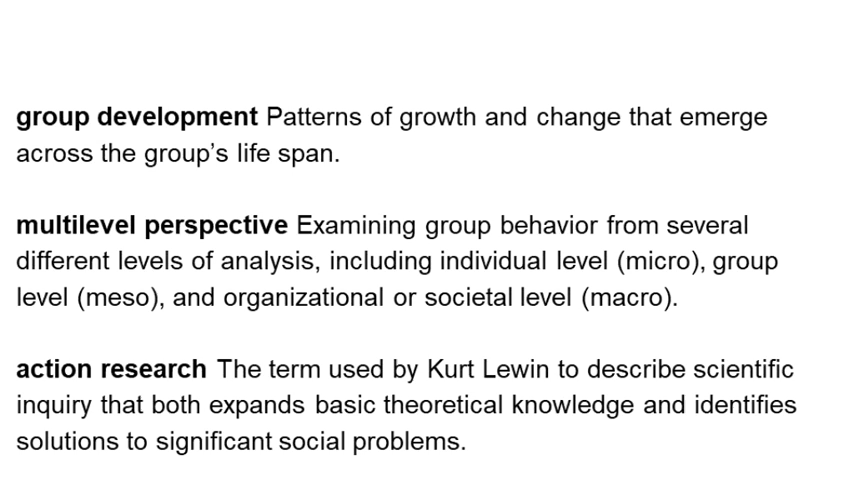 group development Patterns of growth and change that emerge
across the group’s life span.
multilevel perspective Examining group behavior from several
different levels of analysis, including individual level (micro), group
level (meso), and organizational or societal level (macro).
action research The term used by Kurt Lewin to describe scientific
inquiry that both expands basic theoretical knowledge and identifies
solutions to significant social problems.